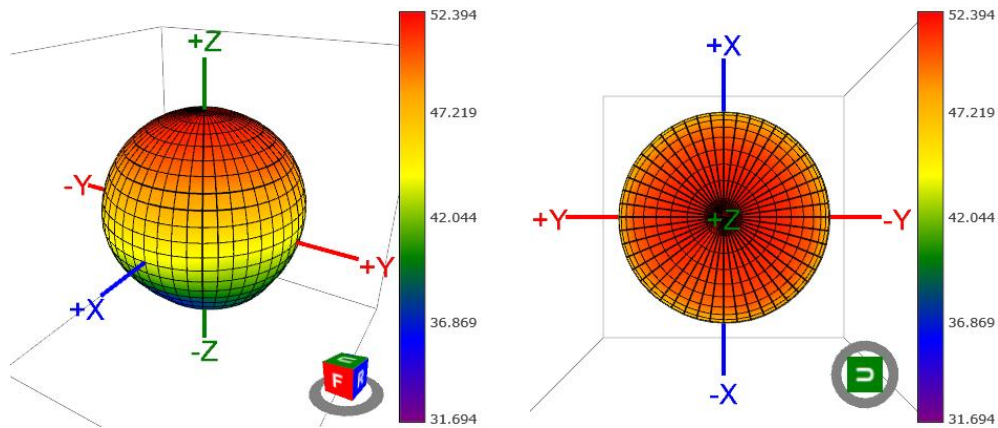 +Z
-Y
+Y
+X
-Z
F
R
U
52.394
47.219
42.044
36.869
31.694
+X
+Y
+Z
-Y
-X
U
52.394
47.219
42.044
36.869
31.694